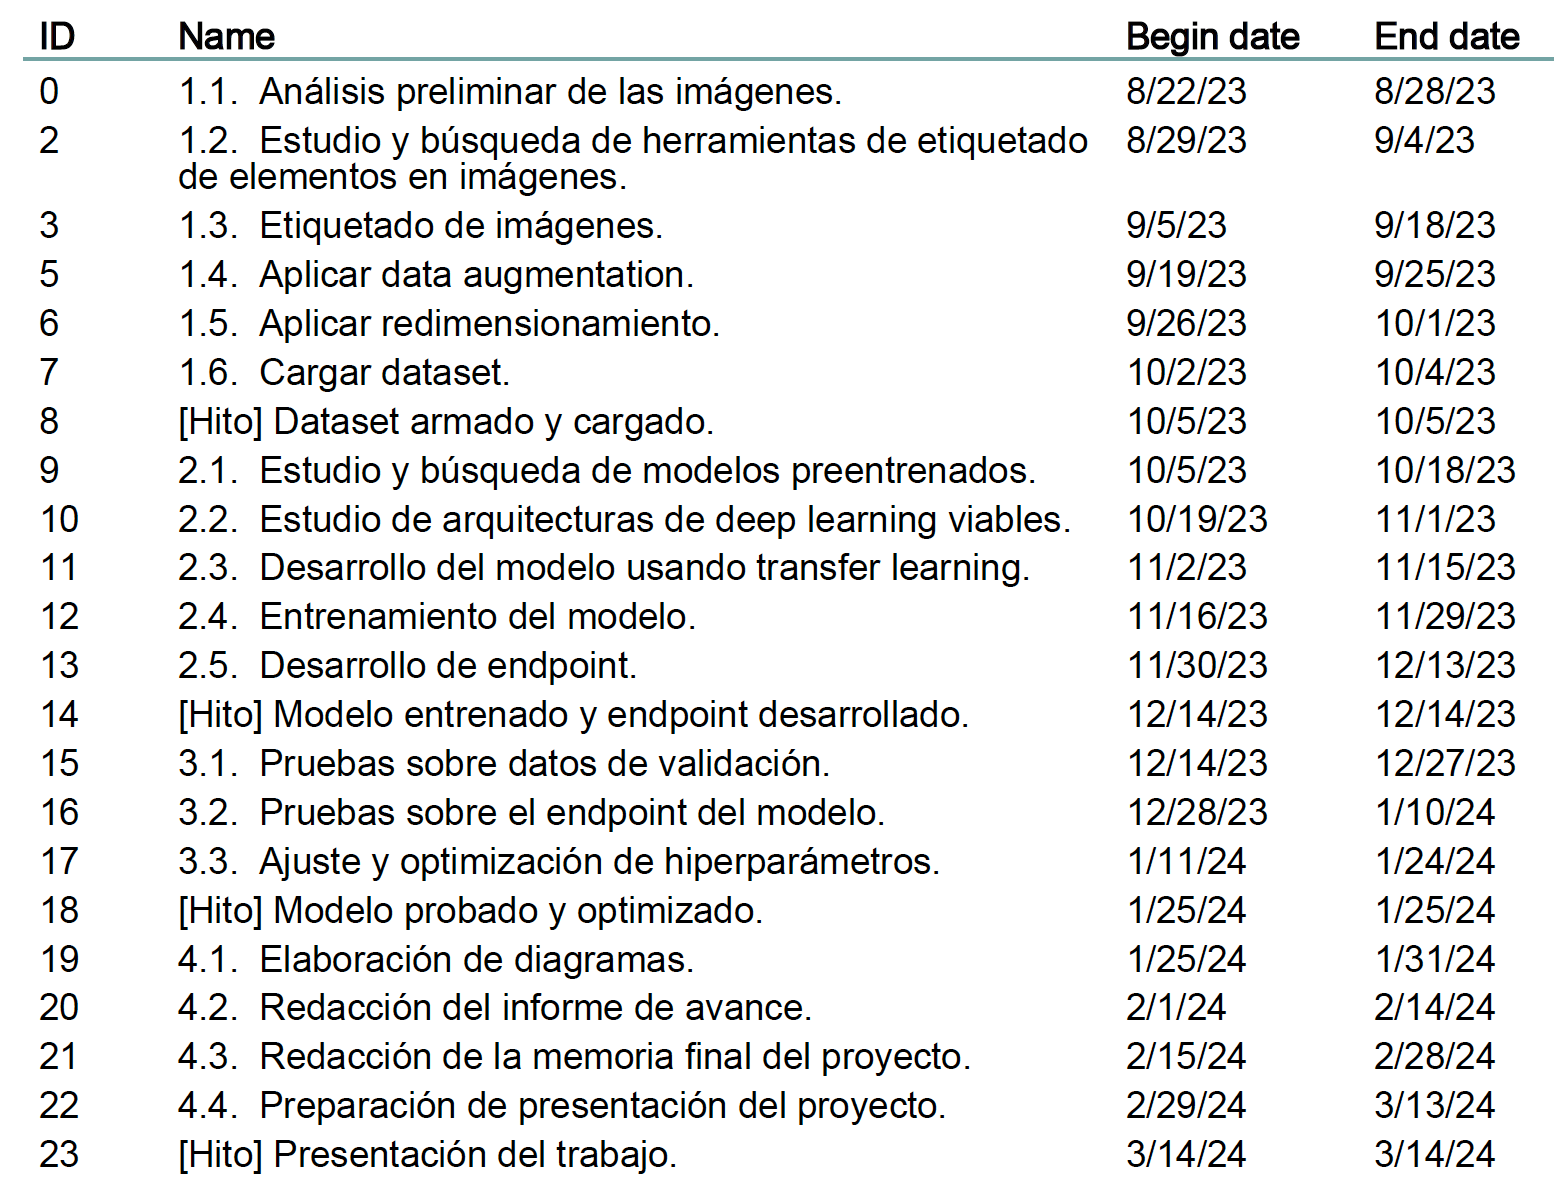 ID Name Begin date End date
0 1.1. Análisis preliminar de las imágenes. 8/22/23 8/28/23
2 1.2. Estudio y búsqueda de herramientas de etiquetado 8/29/23 9/4/23
de elementos en imágenes.
3 1.3. Etiquetado de imágenes. 9/5/23 9/18/23
5 1.4. Aplicar data augmentation. 9/19/23 9/25/23
6 1.5. Aplicar redimensionamiento. 9/26/23 10/1/23
7 1.6. Cargar dataset. 10/2/23 10/4/23
8 [Hito] Dataset armado y cargado. 10/5/23 10/5/23
9 2.1. Estudio y búsqueda de modelos preentrenados. 10/5/23 10/18/23
10 2.2. Estudio de arquitecturas de deep learning viables. 10/19/23 11/1/23
11 2.3. Desarrollo del modelo usando transfer learning. 11/2/23 11/15/23
12 2.4. Entrenamiento del modelo. 11/16/23 11/29/23
13 2.5. Desarrollo de endpoint. 11/30/23 12/13/23
14 [Hito] Modelo entrenado y endpoint desarrollado. 12/14/23 12/14/23
15 3.1. Pruebas sobre datos de validación. 12/14/23 12/27/23
16 3.2. Pruebas sobre el endpoint del modelo. 12/28/23 1/10/24
17 3.3. Ajuste y optimización de hiperparámetros. 1/11/24 1/24/24
18 [Hito] Modelo probado y optimizado. 1/25/24 1/25/24
19 4.1. Elaboración de diagramas. 1/25/24 1/31/24
20 4.2. Redacción del informe de avance. 2/1/24 2/14/24
21 4.3. Redacción de la memoria final del proyecto. 2/15/24 2/28/24
22 4.4. Preparación de presentación del proyecto. 2/29/24 3/13/24
23 [Hito] Presentación del trabajo. 3/14/24 3/14/24